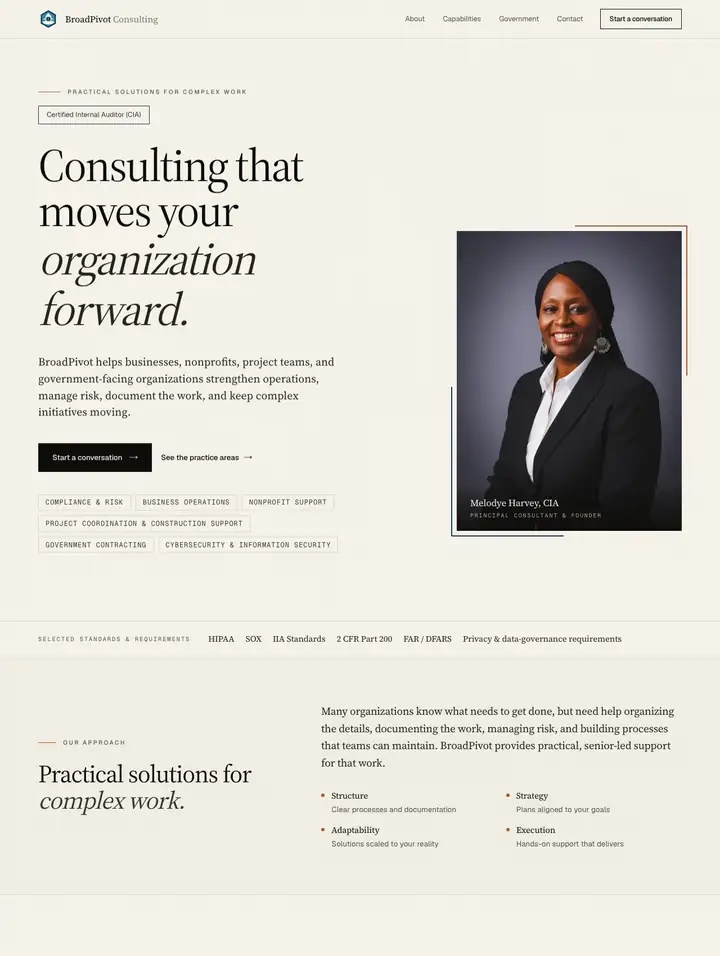 BroadPivot Consulting
About
Capabilities
Government
Contact
Start a conversation
PRACTICAL SOLUTIONS FOR COMPLEX WORK
Certified Internal Auditor (CIA)
Consulting that
moves your
organization
forward.
BroadPivot helps businesses, nonprofits, project teams, and
government-facing organizations strengthen operations,
manage risk, document the work, and keep complex
initiatives moving.
Start a conversation →
See the practice areas →
COMPLIANCE & RISK
BUSINESS OPERATIONS
NONPROFIT SUPPORT
PROJECT COORDINATION & CONSTRUCTION SUPPORT
GOVERNMENT CONTRACTING
CYBERSECURITY & INFORMATION SECURITY
Melodye Harvey, CIA
PRINCIPAL CONSULTANT & FOUNDER
SELECTED STANDARDS & REQUIREMENTS
HIPAA
SOX
IIA Standards
2 CFR Part 200
FAR / DFARS
Privacy & data-governance requirements
OUR APPROACH
Practical solutions for
complex work.
Many organizations know what needs to get done, but need help organizing
the details, documenting the work, managing risk, and building processes
that teams can maintain. BroadPivot provides practical, senior-led support
for that work.
Structure
Clear processes and documentation
Strategy
Plans aligned to your goals
Adaptability
Solutions scaled to your reality
Execution
Hands-on support that delivers